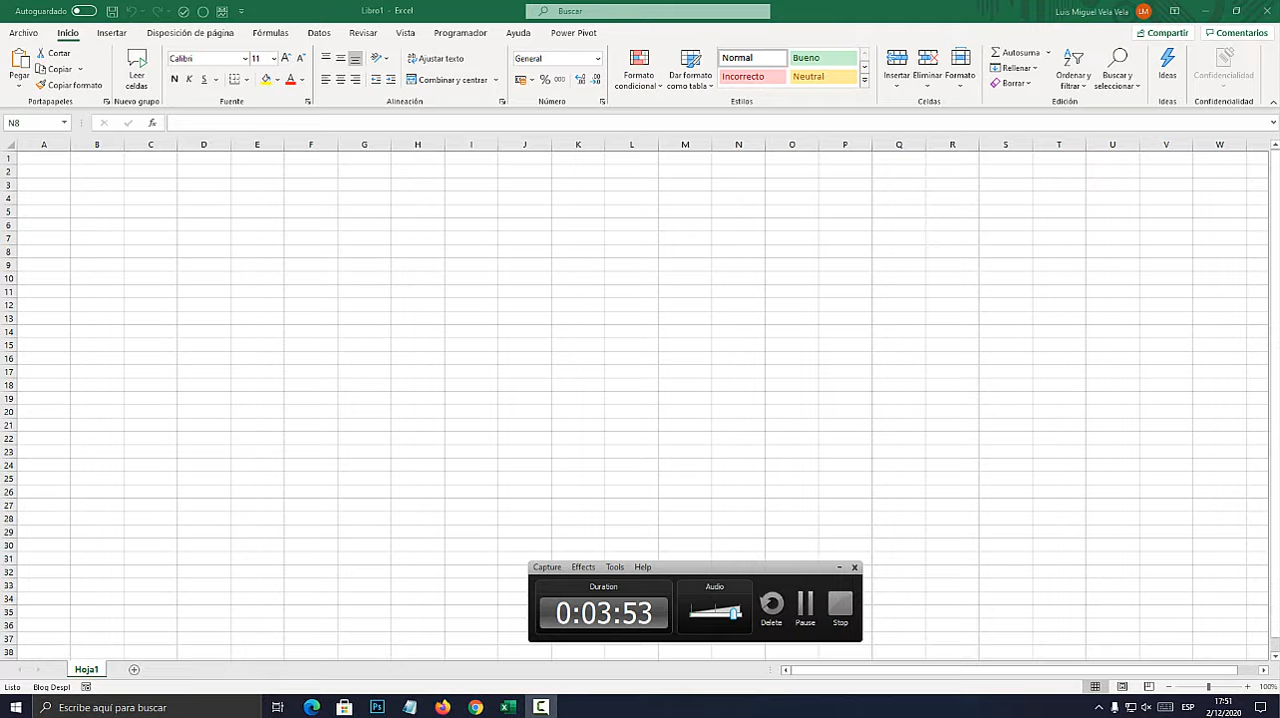 Autoguardado
Libro1 - Excel
Buscar
Luis Miguel Vela Vela
LM
Archivo Inicio Insertar Disposición de página Fórmulas Datos Revisar Vista Programador Ayuda Power Pivot
Compartir Comentarios
Pegar
Cortar
Copiar
Copiar formato
Portapapeles
Leer celdas
Nuevo grupo
Calibri 11
N K S
Fuente
Ajustar texto
Combinar y centrar
Alineación
General
% 000
Número
Formato condicional
Dar formato como tabla
Normal Bueno
Incorrecto Neutral
Estilos
Insertar Eliminar Formato
Celdas
Autosuma
Rellenar
Borrar
Ordenar y filtrar
Buscar y seleccionar
Edición
Ideas
Ideas
Confidencialidad
Confidencialidad
N8
fx
A B C D E F G H I J K L M N O P Q R S T U V W
1
2
3
4
5
6
7
8
9
10
11
12
13
14
15
16
17
18
19
20
21
22
23
24
25
26
27
28
29
30
31
32
33
34
35
36
37
38
Capture Effects Tools Help
Duration
0:03:53
Audio
Delete Pause Stop
Hoja1
Listo Bloq Despl
100%
Escribe aquí para buscar
ESP
17:51
2/12/2020